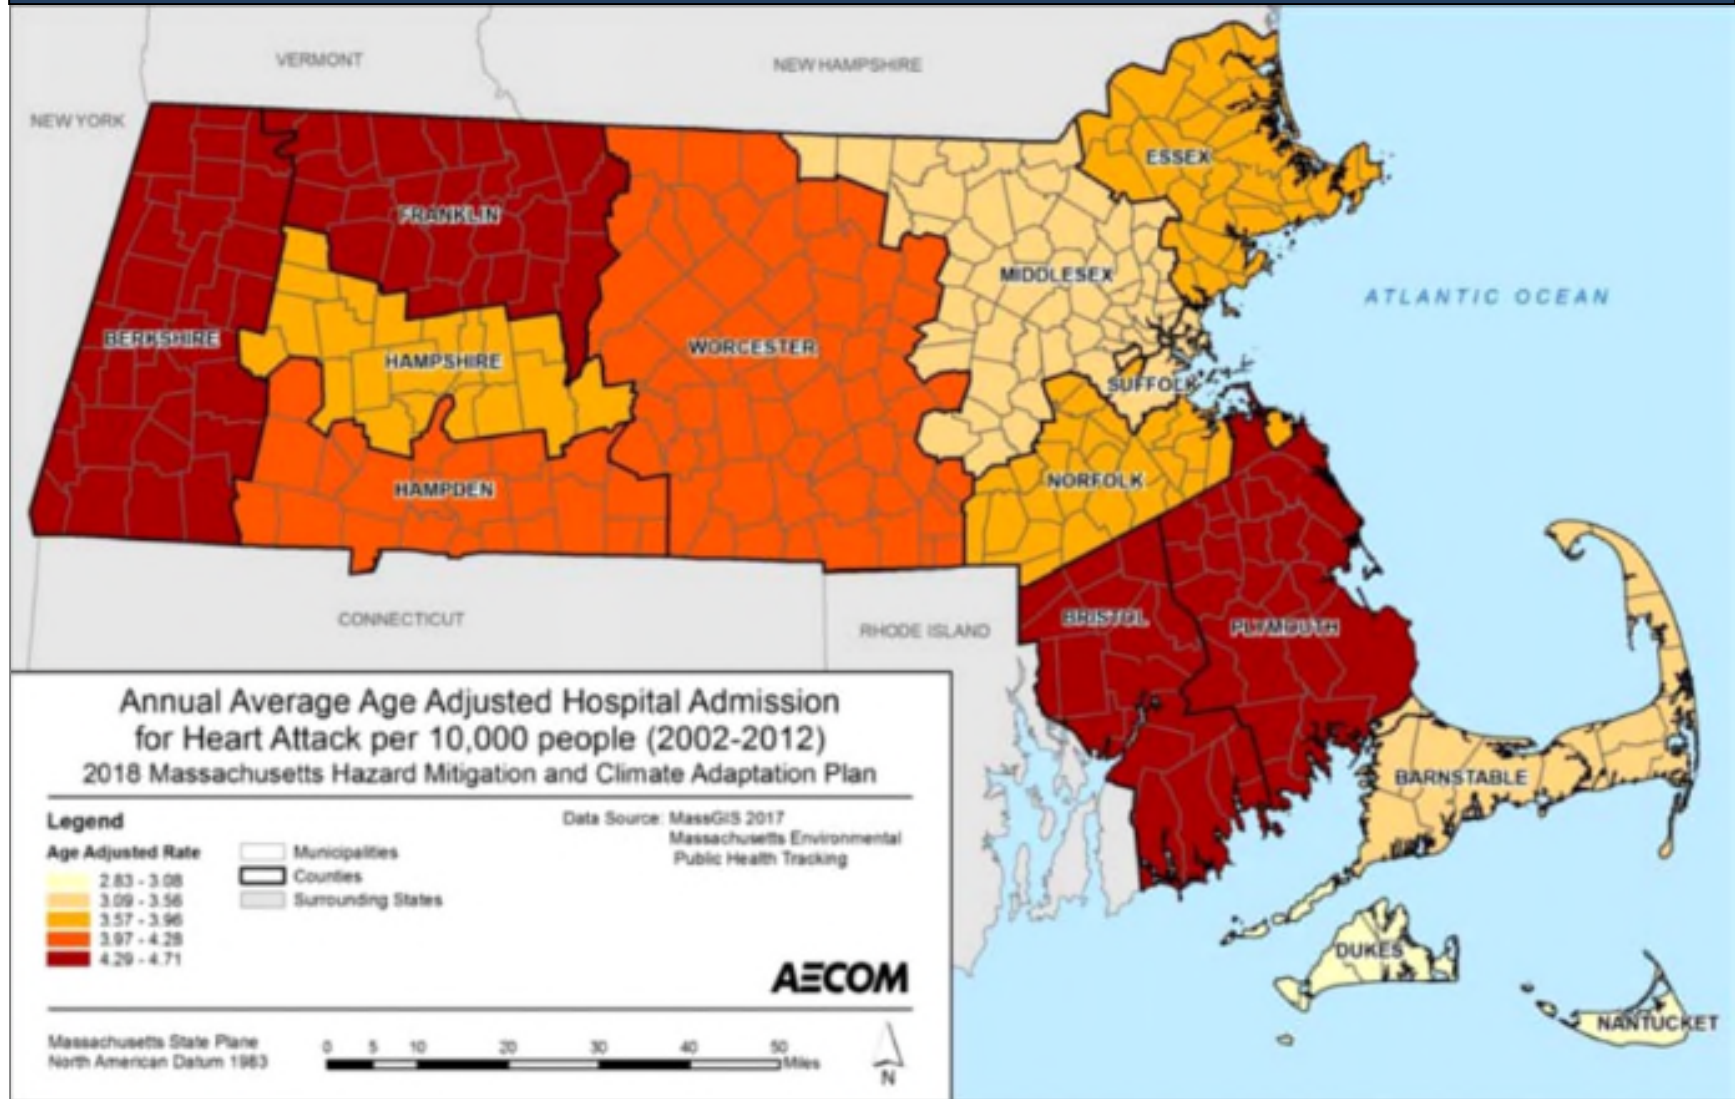 VERMONT
NEW HAMPSHIRE
NEW YORK
ESSEX
FRANKLIN
MIDDLESEX
ATLANTIC OCEAN
BERKSHIRE
HAMPSHIRE
WORCESTER
SUFFOLK
HAMPDEN
NORFOLK
CONNECTICUT
RHODE ISLAND
BRISTOL
PLYMOUTH
BARNSTABLE
DUKES
NANTUCKET
Annual Average Age Adjusted Hospital Admission
for Heart Attack per 10,000 people (2002-2012)
2018 Massachusetts Hazard Mitigation and Climate Adaptation Plan
Legend
Age Adjusted Rate
2.83 - 3.08
3.09 - 3.56
3.57 - 3.96
3.97 - 4.28
4.29 - 4.71
Municipalities
Counties
Surrounding States
Data Source: MassGIS 2017
Massachusetts Environmental
Public Health Tracking
AECOM
Massachusetts State Plane
North American Datum 1983
0 5 10 20 30 40 50
Miles
N